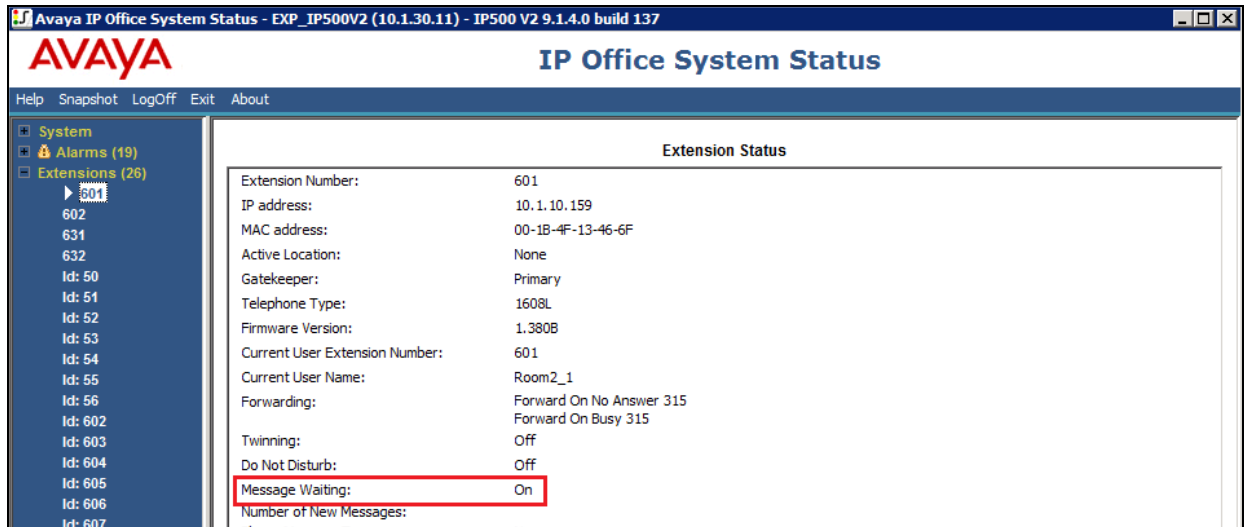 Avaya IP Office System Status - EXP_IP500V2 (10.1.30.11) - IP500 V2 9.1.4.0 build 137
AVAYA
IP Office System Status
Help Snapshot LogOff Exit About
System
Alarms (19)
Extensions (26)
601
602
631
632
Id: 50
Id: 51
Id: 52
Id: 53
Id: 54
Id: 55
Id: 56
Id: 602
Id: 603
Id: 604
Id: 605
Id: 606
Id: 607
Extension Status
Extension Number: 601
IP address: 10.1.10.159
MAC address: 00-1B-4F-13-46-6F
Active Location: None
Gatekeeper: Primary
Telephone Type: 1608L
Firmware Version: 1.380B
Current User Extension Number: 601
Current User Name: Room2_1
Forwarding: Forward On No Answer 315
Forward On Busy 315
Twinning: Off
Do Not Disturb: Off
Message Waiting: On
Number of New Messages: